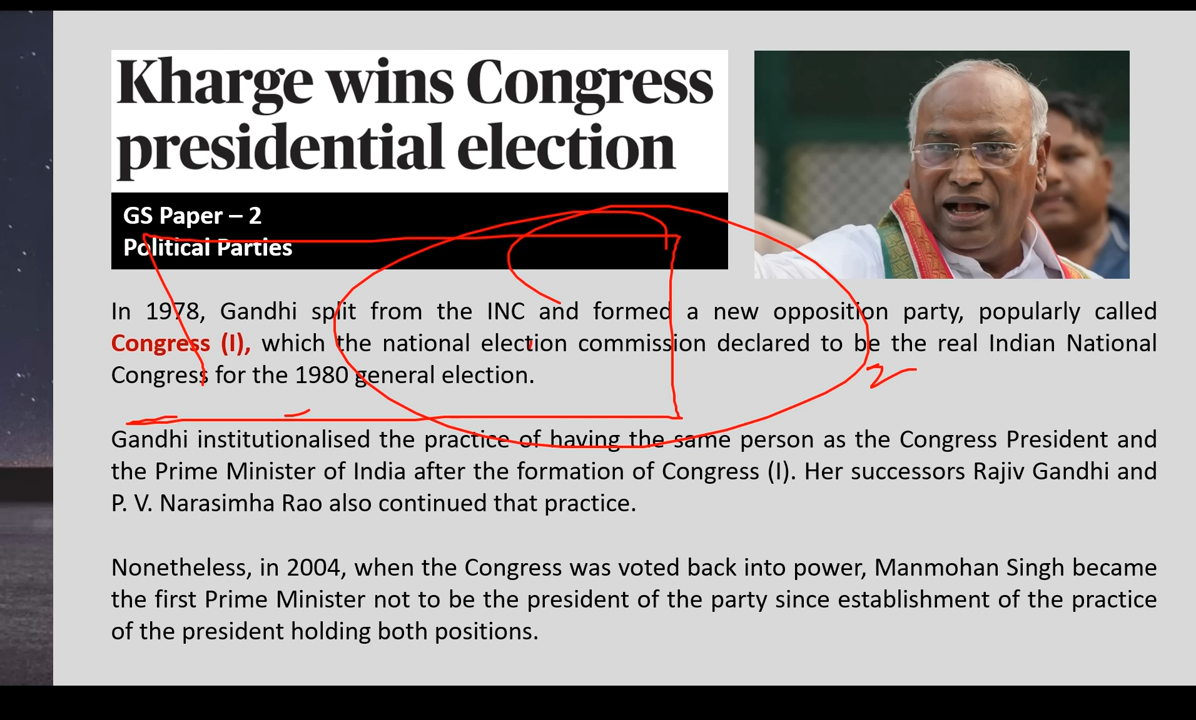 Kharge wins Congress
presidential election
GS Paper – 2
Political Parties
In 1978, Gandhi split from the INC and formed a new opposition party, popularly called
Congress (I), which the national election commission declared to be the real Indian National
Congress for the 1980 general election.
Gandhi institutionalised the practice of having the same person as the Congress President and
the Prime Minister of India after the formation of Congress (I). Her successors Rajiv Gandhi and
P. V. Narasimha Rao also continued that practice.
Nonetheless, in 2004, when the Congress was voted back into power, Manmohan Singh became
the first Prime Minister not to be the president of the party since establishment of the practice
of the president holding both positions.